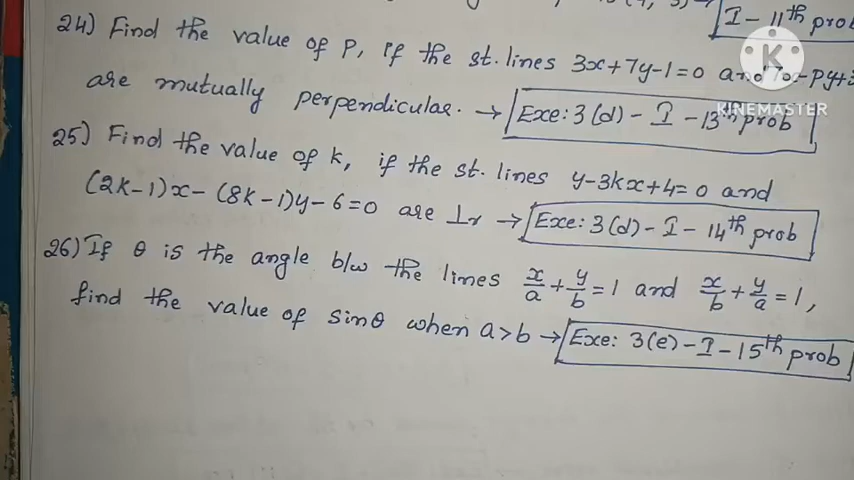 I - 11th prob
24) Find the value of P, if the st. lines 3x+7y-1=0 and 7x-py+3
are mutually perpendicular. → Exe: 3(d) - I - 13th prob
KINEMASTER
25) Find the value of k, if the st. lines y-3kx+4=0 and
(2k-1)x-(8k-1)y-6=0 are ⊥r → Exe: 3(d) - I - 14th prob
26) If θ is the angle b/w the lines x/a + y/b = 1 and x/b + y/a = 1,
find the value of sinθ when a>b → Exe: 3(e) - I - 15th prob